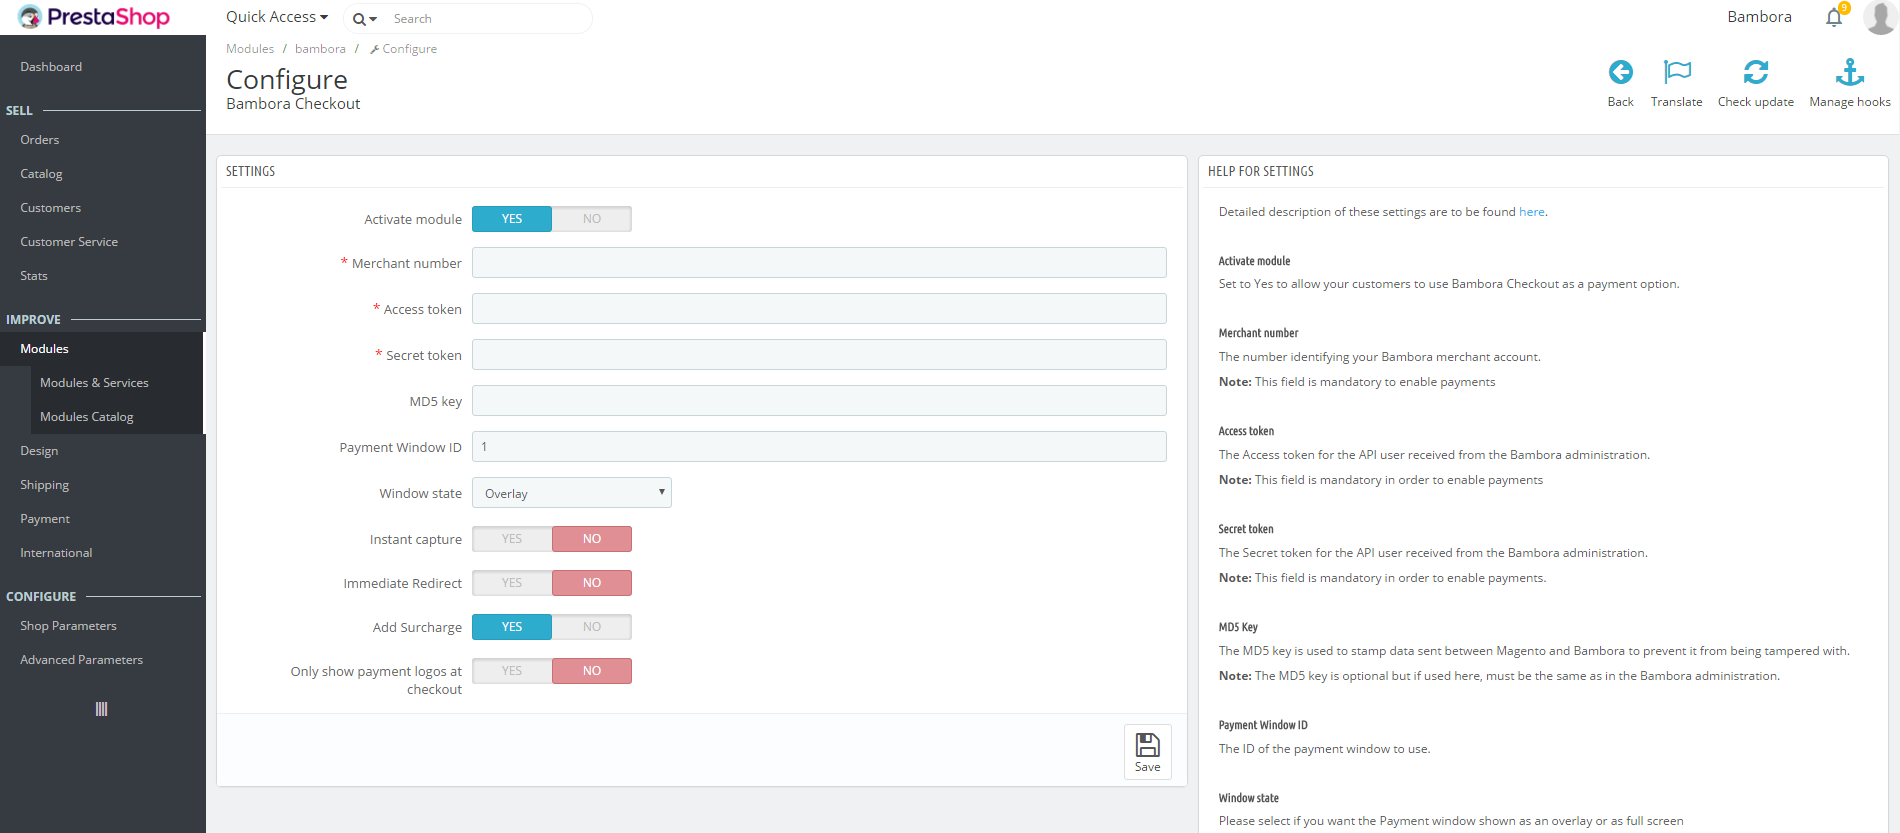 PrestaShop
Quick Access
Search
Bambora
9
Modules / bambora / Configure
Configure
Bambora Checkout
Back
Translate
Check update
Manage hooks
Dashboard
SELL
Orders
Catalog
Customers
Customer Service
Stats
IMPROVE
Modules
Modules & Services
Modules Catalog
Design
Shipping
Payment
International
CONFIGURE
Shop Parameters
Advanced Parameters
SETTINGS
Activate module YES NO
* Merchant number
* Access token
* Secret token
MD5 key
Payment Window ID 1
Window state Overlay
Instant capture YES NO
Immediate Redirect YES NO
Add Surcharge YES NO
Only show payment logos at YES NO
checkout
Save
HELP FOR SETTINGS
Detailed description of these settings are to be found here.
Activate module
Set to Yes to allow your customers to use Bambora Checkout as a payment option.
Merchant number
The number identifying your Bambora merchant account.
Note: This field is mandatory to enable payments
Access token
The Access token for the API user received from the Bambora administration.
Note: This field is mandatory in order to enable payments
Secret token
The Secret token for the API user received from the Bambora administration.
Note: This field is mandatory in order to enable payments.
MD5 Key
The MD5 key is used to stamp data sent between Magento and Bambora to prevent it from being tampered with.
Note: The MD5 key is optional but if used here, must be the same as in the Bambora administration.
Payment Window ID
The ID of the payment window to use.
Window state
Please select if you want the Payment window shown as an overlay or as full screen